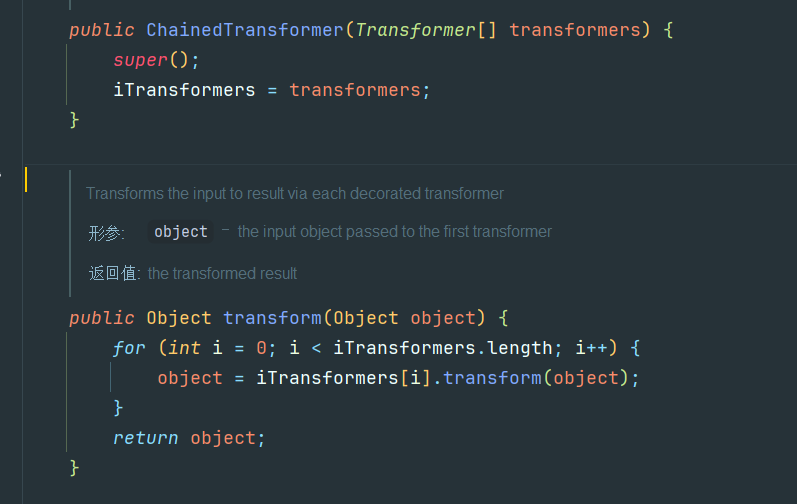 public ChainedTransformer(Transformer[] transformers) {
super();
iTransformers = transformers;
}
Transforms the input to result via each decorated transformer
形参: object – the input object passed to the first transformer
返回值: the transformed result
public Object transform(Object object) {
for (int i = 0; i < iTransformers.length; i++) {
object = iTransformers[i].transform(object);
}
return object;
}